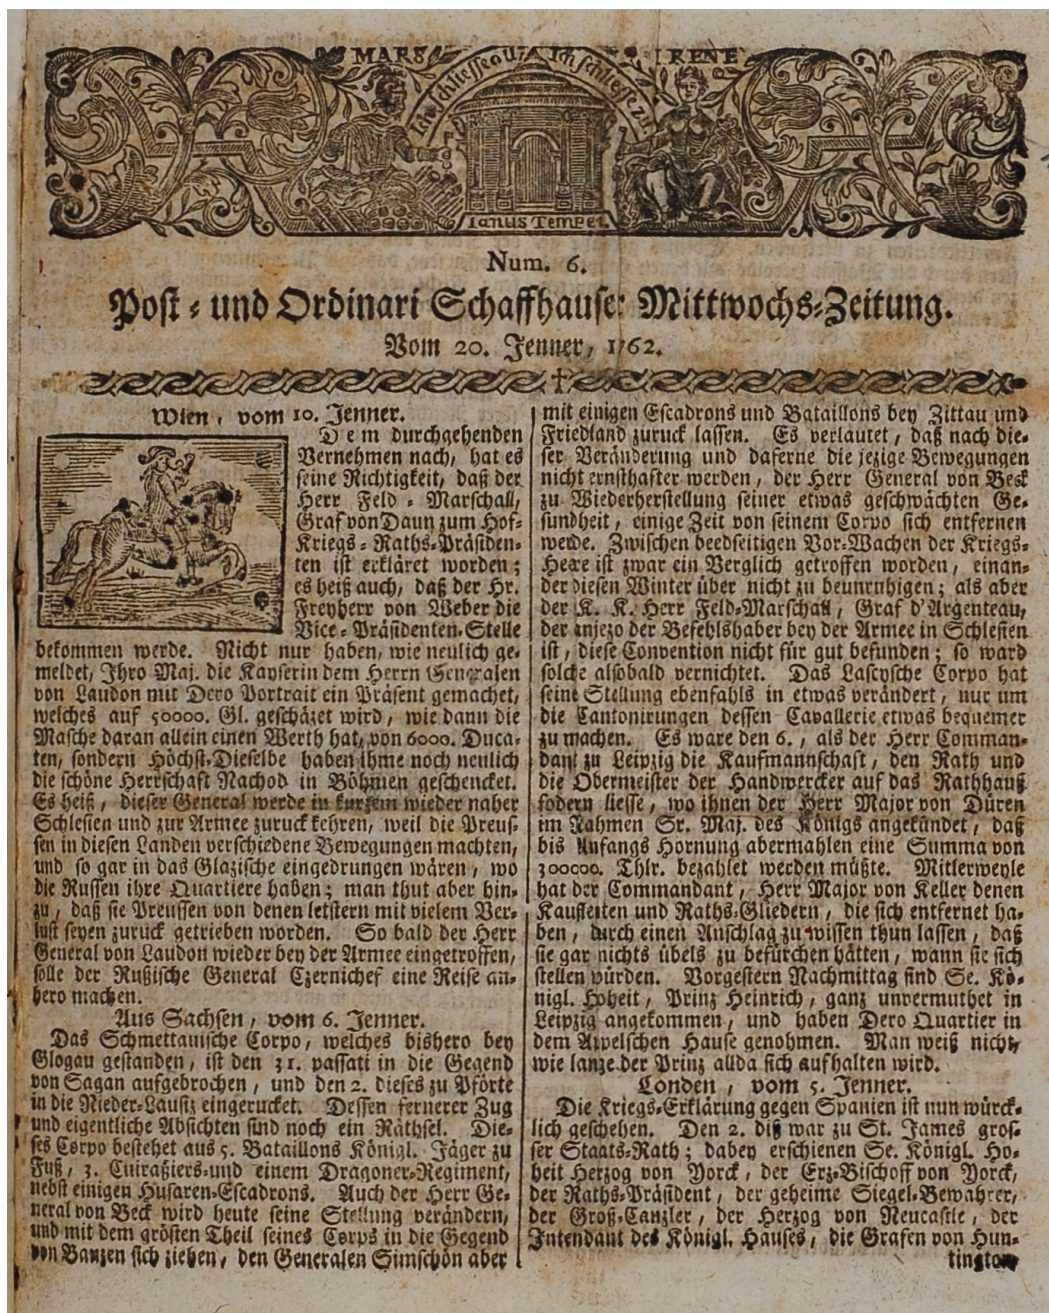 MARS
Ich schliesse auf
Ich schliesse zu
IRENE
Ianus Tempel
Num. 6.
Post - und Ordinari Schaffhauser Mittwochs-Zeitung.
Vom 20. Jenner, 1762.
Wien, vom 10. Jenner.
Dem durchgehenden
Vernehmen nach, hat es
seine Richtigkeit, daß der
Herr Feld - Marschall,
Graf von Daun zum Hof-
Kriegs - Raths-Präsiden-
ten ist erkläret worden;
es heiß auch, daß der Hr.
Freyherr von Weber die
Vice - Präsidenten-Stelle
bekommen werde. Nicht nur haben, wie neulich ge-
meldet, Ihro Maj. die Kayserin dem Herrn Generalen
von Laudon mit Dero Portrait ein Präsent gemachet,
welches auf 50000. Gl. geschäzet wird, wie dann die
Masche daran allein einen Werth hat, von 6000. Duca-
ten, sondern Höchst-Dieselbe haben ihme noch neulich
die schöne Herrschaft Nachod in Böhmen geschencket.
Es heiß, dieser General werde in kurzem wieder naher
Schlesien und zur Armee zuruck kehren, weil die Preus-
sen in diesen Landen verschiedene Bewegungen machten,
und so gar in das Glazische eingedrungen wären, wo
die Russen ihre Quartiere haben; man thut aber hin-
zu, daß sie Preussen von denen letstern mit vielem Ver-
lust seyen zuruck getrieben worden. So bald der Herr
General von Laudon wieder bey der Armee eingetroffen,
solle der Rußische General Czernichef eine Reise an-
hero machen.
Aus Sachsen, vom 6. Jenner.
Das Schmettauische Corpo, welches bishero bey
Glogau gestanden, ist den 31. passati in die Gegend
von Sagan aufgebrochen, und den 2. dieses zu Pförte
in die Nieder-Lausiz eingerucket. Dessen fernerer Zug
und eigentliche Absichten sind noch ein Räthsel. Die-
ses Corpo bestehet aus 5. Bataillons Königl. Jäger zu
Fuß, 3. Cuiraßiers-und einem Dragoner-Regiment,
nebst einigen Husaren-Escadrons. Auch der Herr Ge-
neral von Beck wird heute seine Stellung verändern,
und mit dem grösten Theil seines Corps in die Gegend
von Bauzen sich ziehen, den Generalen Simschön aber
mit einigen Escadrons und Bataillons bey Zittau und
Friedland zuruck lassen. Es verlautet, daß nach die-
ser Veränderung und daferne die jezige Bewegungen
nicht ernsthafter werden, der Herr General von Beck
zu Wiederherstellung seiner etwas geschwächten Ge-
sundheit, einige Zeit von seinem Corpo sich entfernen
werde. Zwischen beedseitigen Vor-Wachen der Kriegs-
Heere ist zwar ein Verglich getroffen worden, einan-
der diesen Winter über nicht zu beunruhigen; als aber
der K. K. Herr Feld-Marschall, Graf d'Argenteau,
der anjezo der Befehlshaber bey der Armee in Schlesien
ist, diese Convention nicht für gut befunden; so ward
solche alsobald vernichtet. Das Lascysche Corpo hat
seine Stellung ebenfahls in etwas verändert, nur um
die Cantonirungen dessen Cavallerie etwas bequemer
zu machen. Es ware den 6., als der Herr Comman-
dant zu Leipzig die Kaufmannschaft, den Rath und
die Obermeister der Handwercker auf das Rathhauß
fodern liesse, wo ihnen der Herr Major von Düren
im Nahmen Sr. Maj. des Königs angekündet, daß
bis Anfangs Hornung abermahlen eine Summa von
300000. Thlr. bezahlet werden müßte. Mitlerweyle
hat der Commandant, Herr Major von Keller denen
Kaufleiten und Raths-Gliedern, die sich entfernet ha-
ben, durch einen Anschlag zu wissen thun lassen, daß
sie gar nichts übels zu befürchen hätten, wann sie sich
stellen würden. Vorgestern Nachmittag sind Se. Kö-
nigl. Hoheit, Prinz Heinrich, ganz unvermuthet in
Leipzig angekommen, und haben Dero Quartier in
dem Apelschen Hause genohmen. Man weiß nicht,
wie lange der Prinz allda sich aufhalten wird.
Londen, vom 5. Jenner.
Die Kriegs-Erklärung gegen Spanien ist nun würck-
lich geschehen. Den 2. diß war zu St. James gros-
ser Staats-Rath; dabey erschienen Se. Königl. Ho-
heit Herzog von Yorck, der Erz-Bischoff von Yorck,
der Raths-Präsident, der geheime Siegel-Bewahrer,
der Groß-Canzler, der Herzog von Neucastle, der
Intendant des Königl. Hauses, die Grafen von Hun-
tington